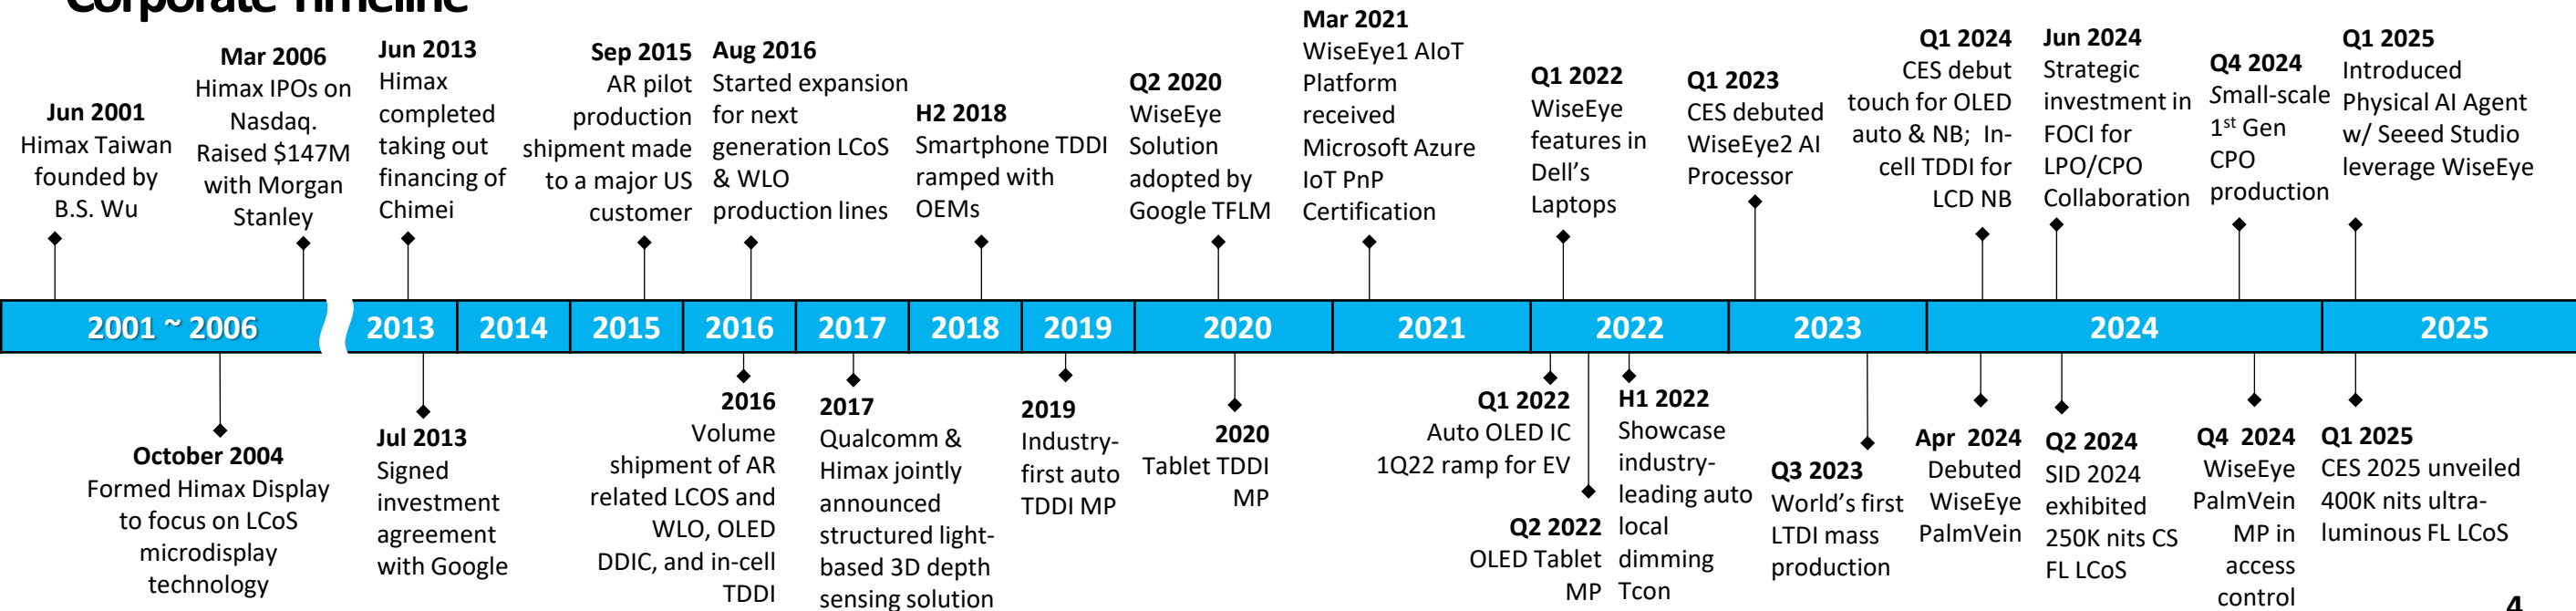 Corporate Timeline
Jun 2001
Himax Taiwan
founded by
B.S. Wu
Mar 2006
Himax IPOs on
Nasdaq.
Raised $147M
with Morgan
Stanley
Jun 2013
Himax
completed
taking out
financing of
Chimei
Sep 2015
AR pilot
production
shipment made
to a major US
customer
Aug 2016
Started expansion
for next
generation LCoS
& WLO
production lines
H2 2018
Smartphone TDDI
ramped with
OEMs
Q2 2020
WiseEye
Solution
adopted by
Google TFLM
Mar 2021
WiseEye1 AIoT
Platform
received
Microsoft Azure
IoT PnP
Certification
Q1 2022
WiseEye
features in
Dell's
Laptops
Q1 2023
CES debuted
WiseEye2 AI
Processor
Q1 2024
CES debut
touch for OLED
auto & NB; In-
cell TDDI for
LCD NB
Jun 2024
Strategic
investment in
FOCI for
LPO/CPO
Collaboration
Q4 2024
Small-scale
1st Gen
CPO
production
Q1 2025
Introduced
Physical AI Agent
w/ Seeed Studio
leverage WiseEye
2001 ~ 2006
2013
2014
2015
2016
2017
2018
2019
2020
2021
2022
2023
2024
2025
October 2004
Formed Himax Display
to focus on LCoS
microdisplay
technology
Jul 2013
Signed
investment
agreement
with Google
2016
Volume
shipment of AR
related LCOS and
WLO, OLED
DDIC, and in-cell
TDDI
2017
Qualcomm &
Himax jointly
announced
structured light-
based 3D depth
sensing solution
2019
Industry-
first auto
TDDI MP
2020
Tablet TDDI
MP
Q1 2022
Auto OLED IC
1Q22 ramp for EV
Q2 2022
OLED Tablet
MP
H1 2022
Showcase
industry-
leading auto
local
dimming
Tcon
Q3 2023
World's first
LTDI mass
production
Apr 2024
Debuted
WiseEye
PalmVein
Q2 2024
SID 2024
exhibited
250K nits CS
FL LCoS
Q4 2024
WiseEye
PalmVein
MP in
access
control
Q1 2025
CES 2025 unveiled
400K nits ultra-
luminous FL LCoS
4